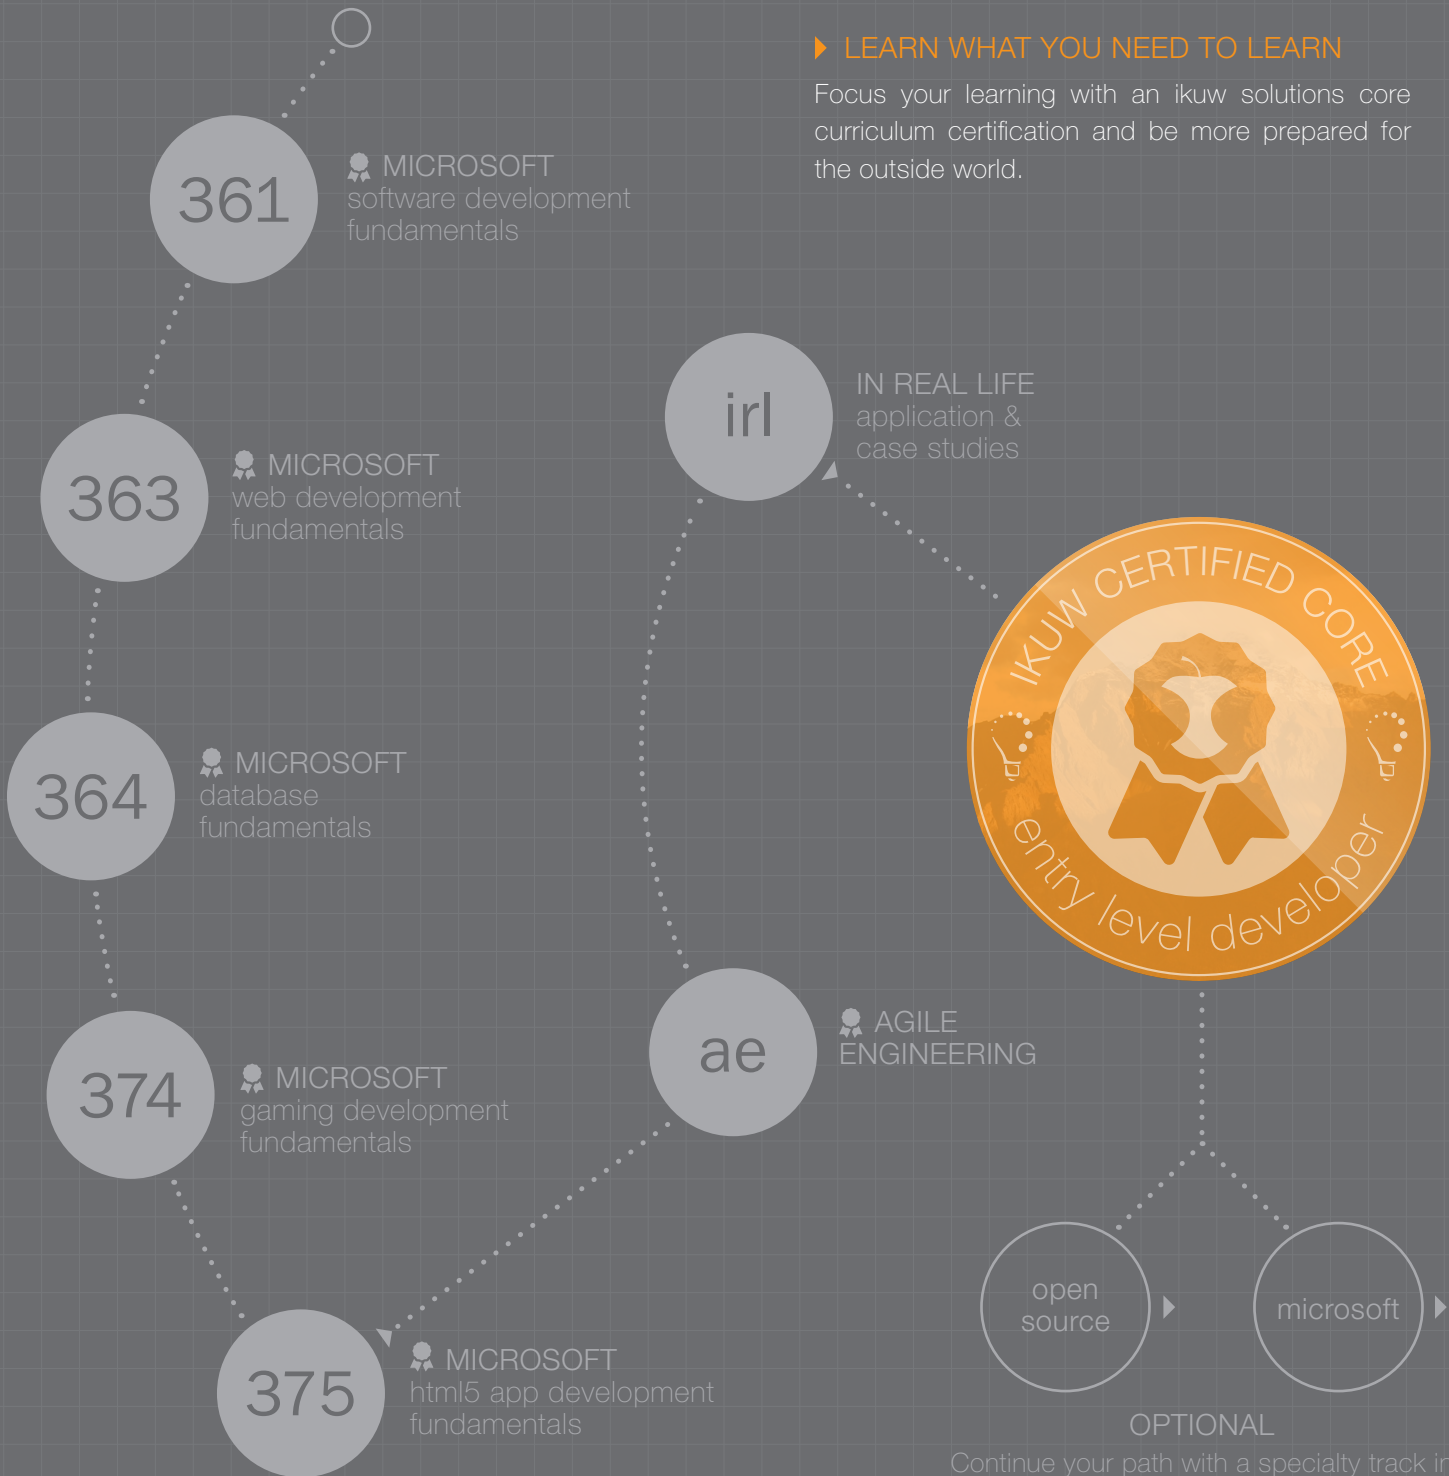 LEARN WHAT YOU NEED TO LEARN
Focus your learning with an ikuw solutions core
curriculum certification and be more prepared for
the outside world.
361
MICROSOFT
software development
fundamentals
irl
IN REAL LIFE
application &
case studies
363
MICROSOFT
web development
fundamentals
IKUW CERTIFIED CORE
entry level developer
364
MICROSOFT
database
fundamentals
ae
AGILE
ENGINEERING
374
MICROSOFT
gaming development
fundamentals
open
source
microsoft
375
MICROSOFT
html5 app development
fundamentals
OPTIONAL
Continue your path with a specialty track in